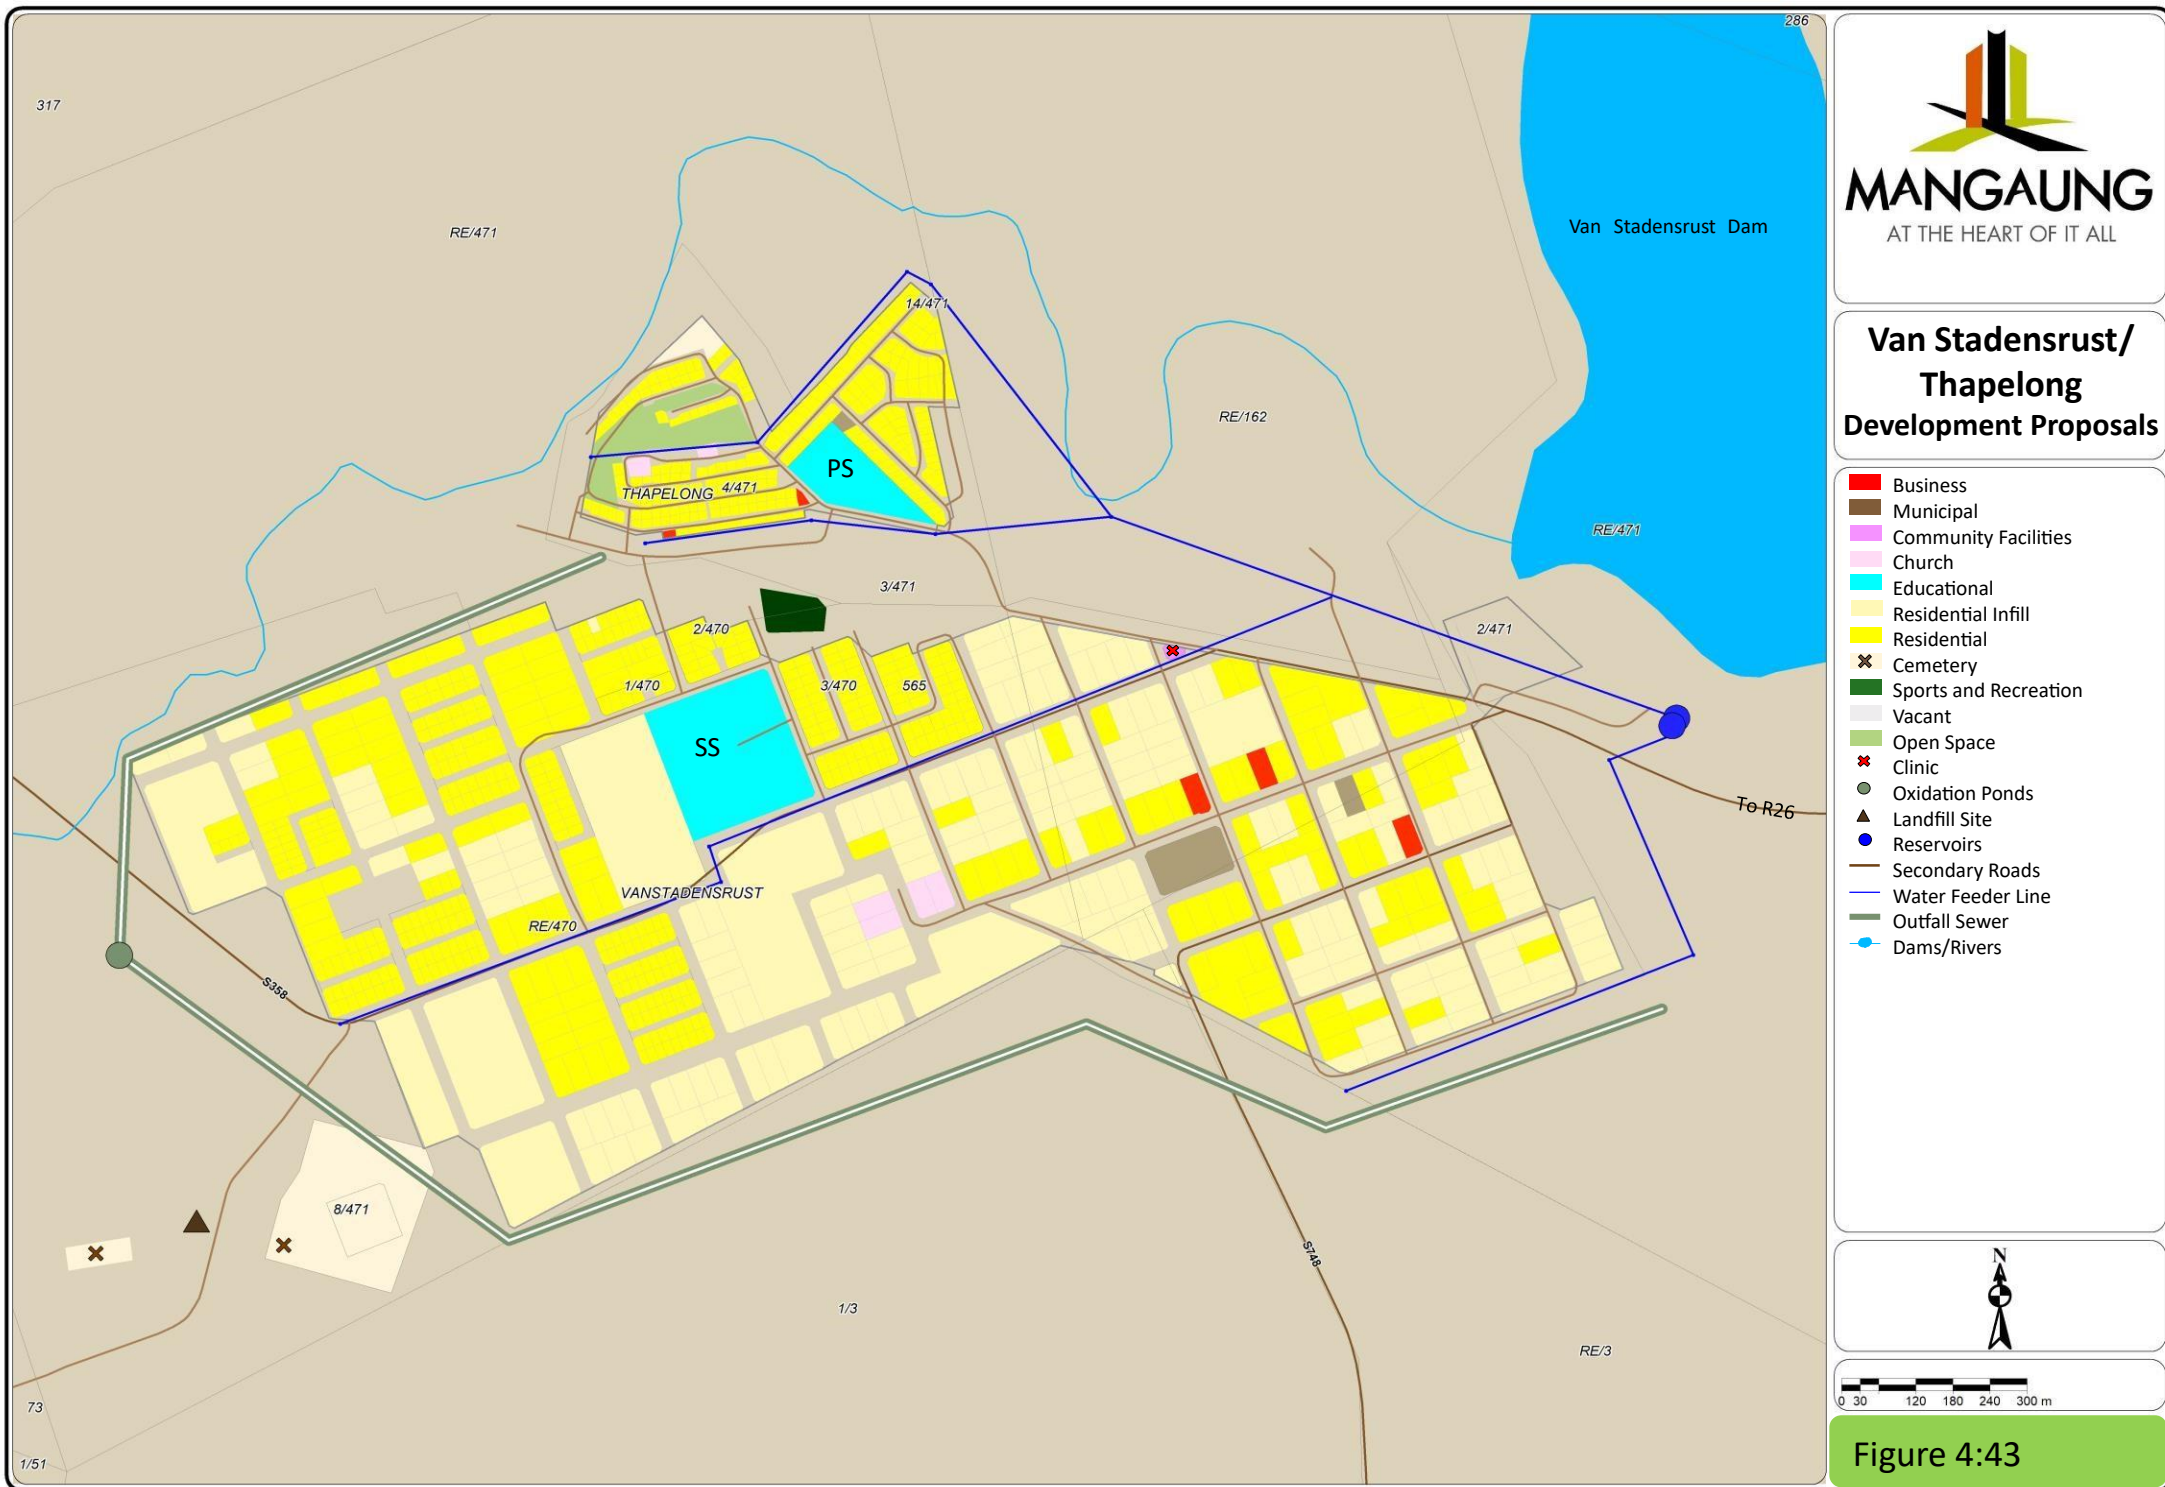 286
317
RE/471
Van Stadensrust Dam
14/471
RE/162
PS
THAPELONG
4/471
RE/471
3/471
2/470
2/471
1/470
3/470
565
SS
To R26
VANSTADENSRUST
RE/470
S358
8/471
S748
1/3
RE/3
73
1/51
MANGAUNG
AT THE HEART OF IT ALL
Van Stadensrust/
Thapelong
Development Proposals
Business
Municipal
Community Facilities
Church
Educational
Residential Infill
Residential
Cemetery
Sports and Recreation
Vacant
Open Space
Clinic
Oxidation Ponds
Landfill Site
Reservoirs
Secondary Roads
Water Feeder Line
Outfall Sewer
Dams/Rivers
N
0 30 120 180 240 300 m
Figure 4:43